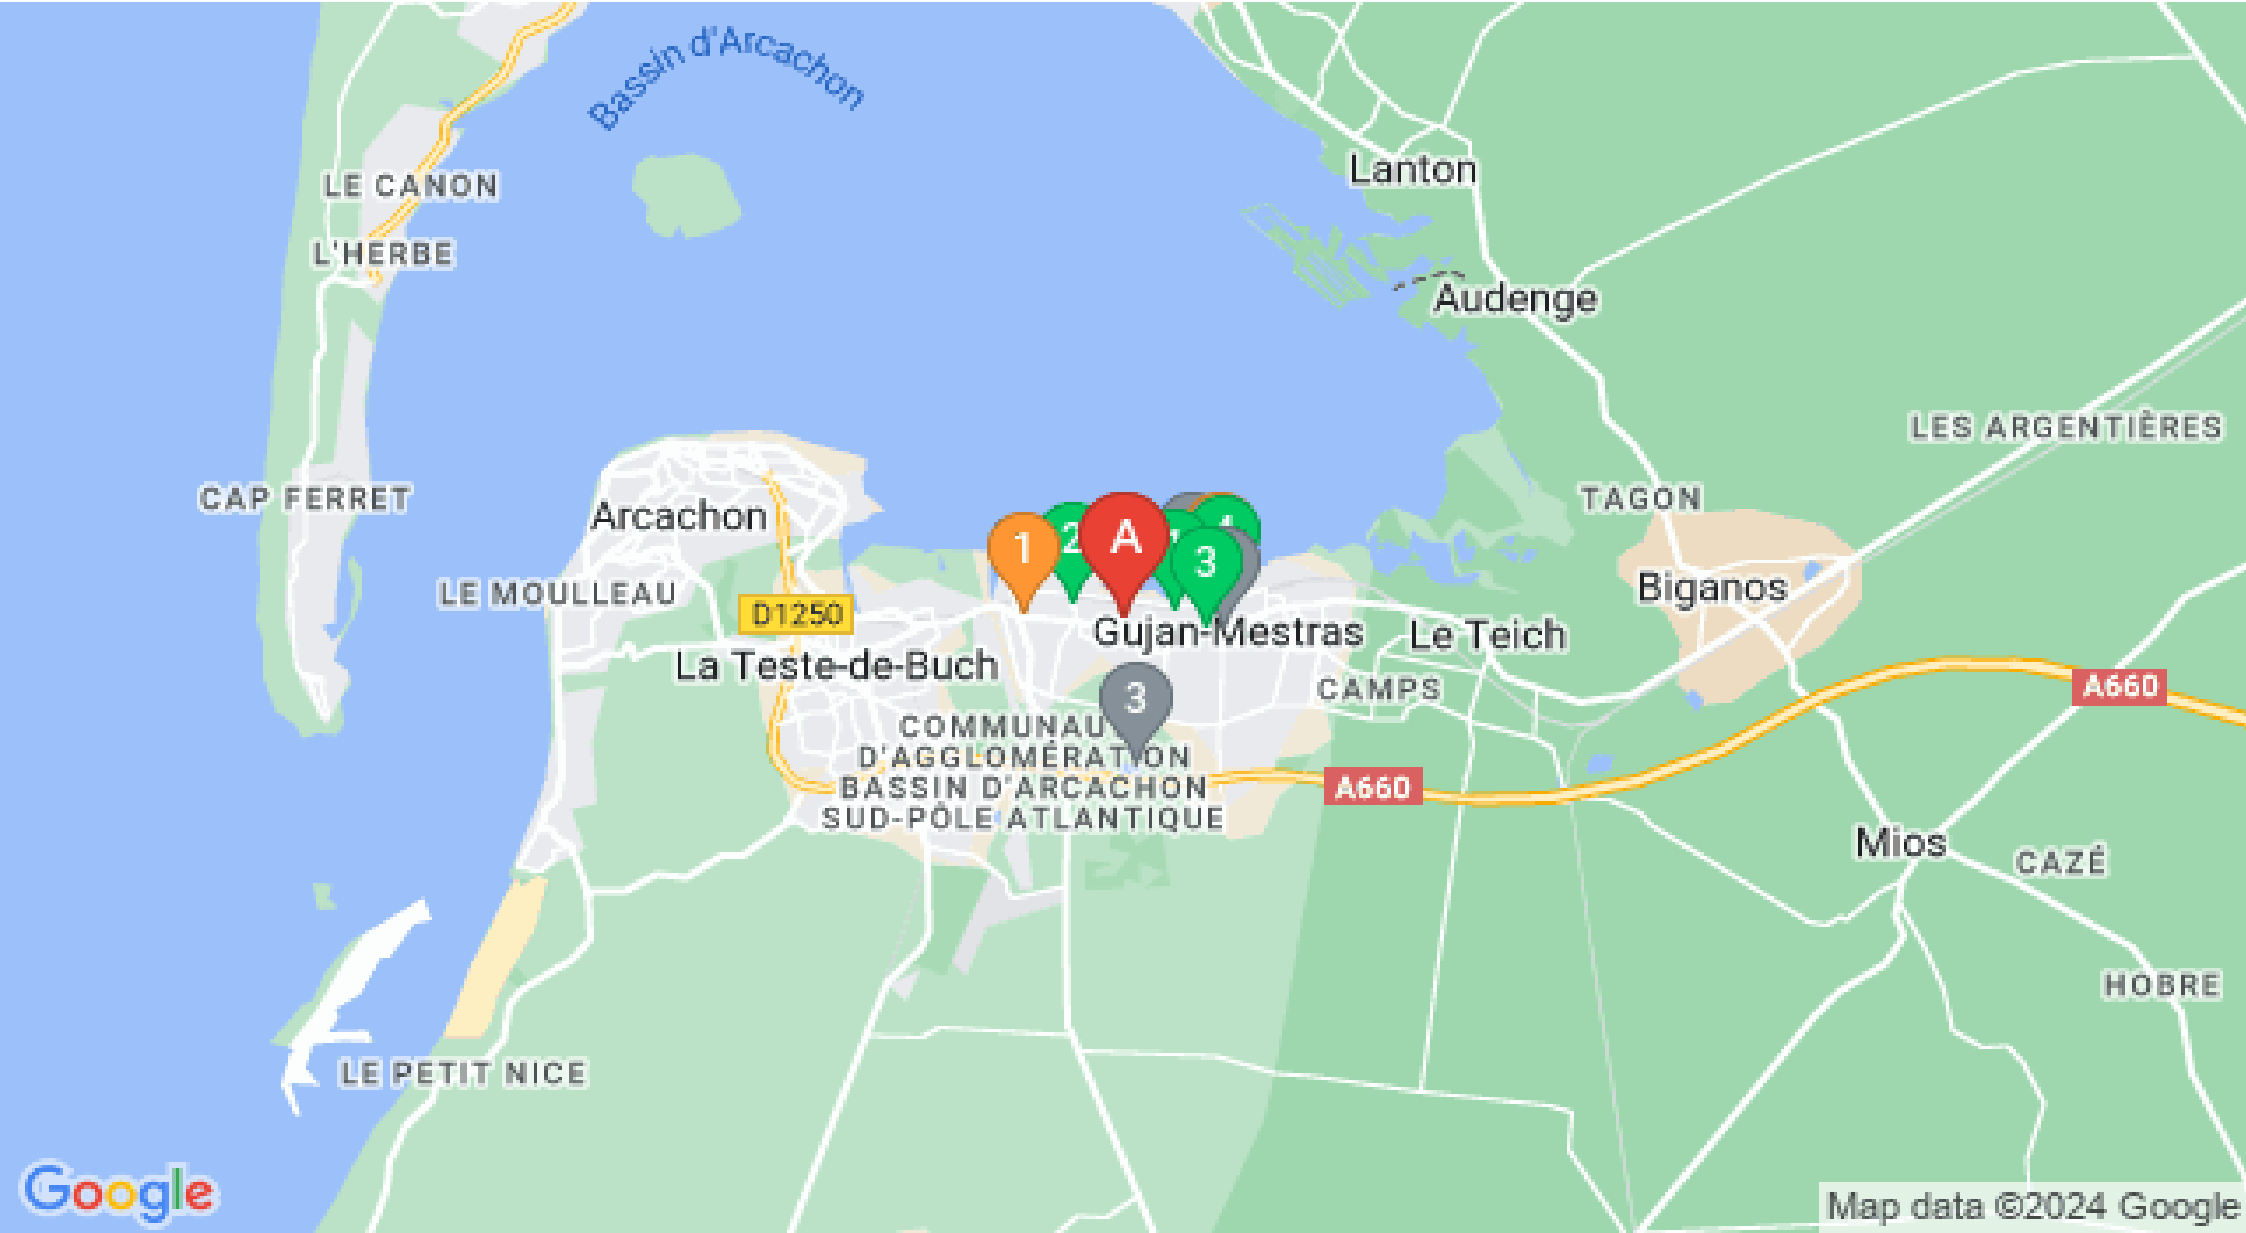 Bassin d'Arcachon
Lanton
LE CANON
L'HERBE
Audenge
LES ARGENTIÈRES
CAP FERRET
TAGON
Arcachon
1
2
A
4
3
Biganos
LE MOULLEAU
D1250
Gujan-Mestras
Le Teich
La Teste-de-Buch
CAMPS
A660
3
COMMUNAU
D'AGGLOMÉRATION
BASSIN D'ARCACHON
SUD-PÔLE ATLANTIQUE
A660
Mios
CAZÉ
HOBRE
LE PETIT NICE
Google
Map data ©2024 Google